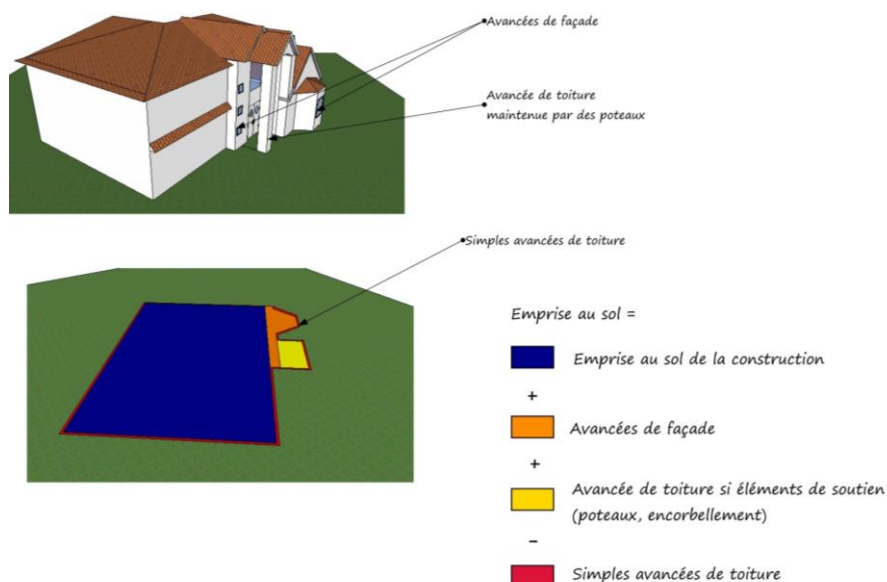 Avancées de façade
Avancée de toiture
maintenue par des poteaux
Simples avancées de toiture
Emprise au sol =
Emprise au sol de la construction
+
Avancées de façade
+
Avancée de toiture si éléments de soutien
(poteaux, encorbellement)
-
Simples avancées de toiture